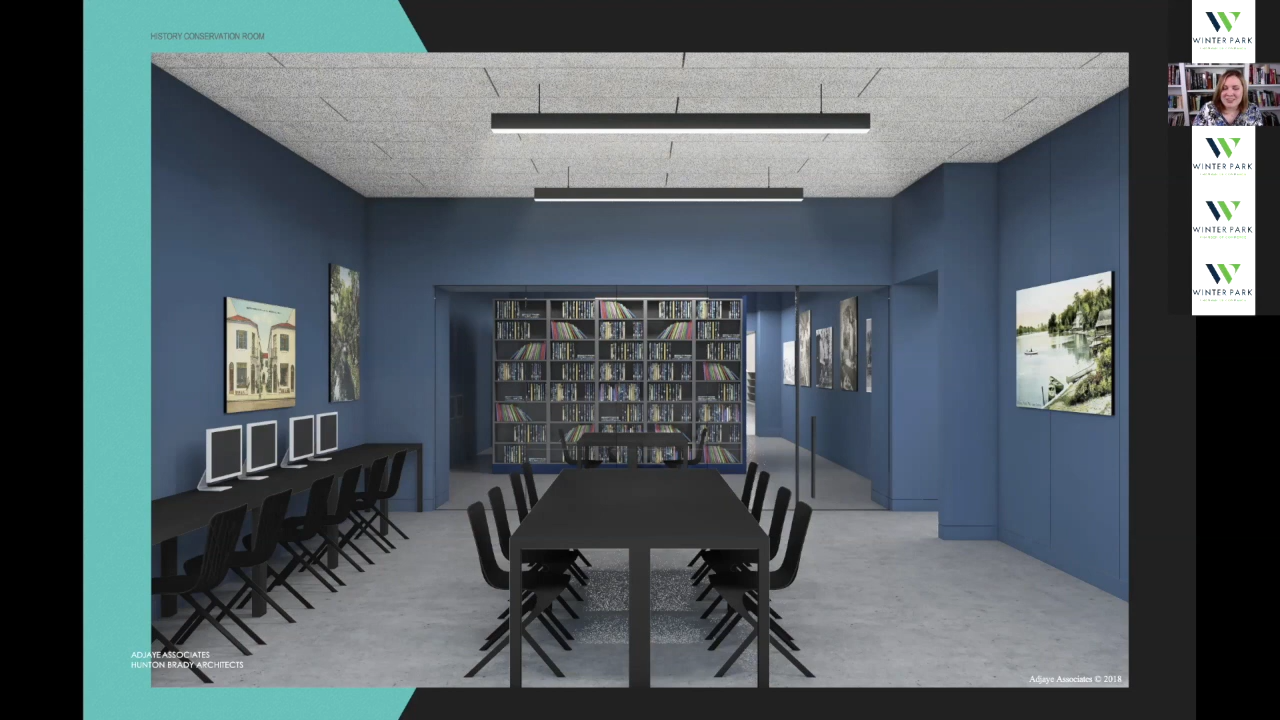 HISTORY CONSERVATION ROOM
ADJAYE ASSOCIATES
HUNTON BRADY ARCHITECTS
Adjaye Associates © 2018
WINTER PARK
WINTER PARK
WINTER PARK
WINTER PARK